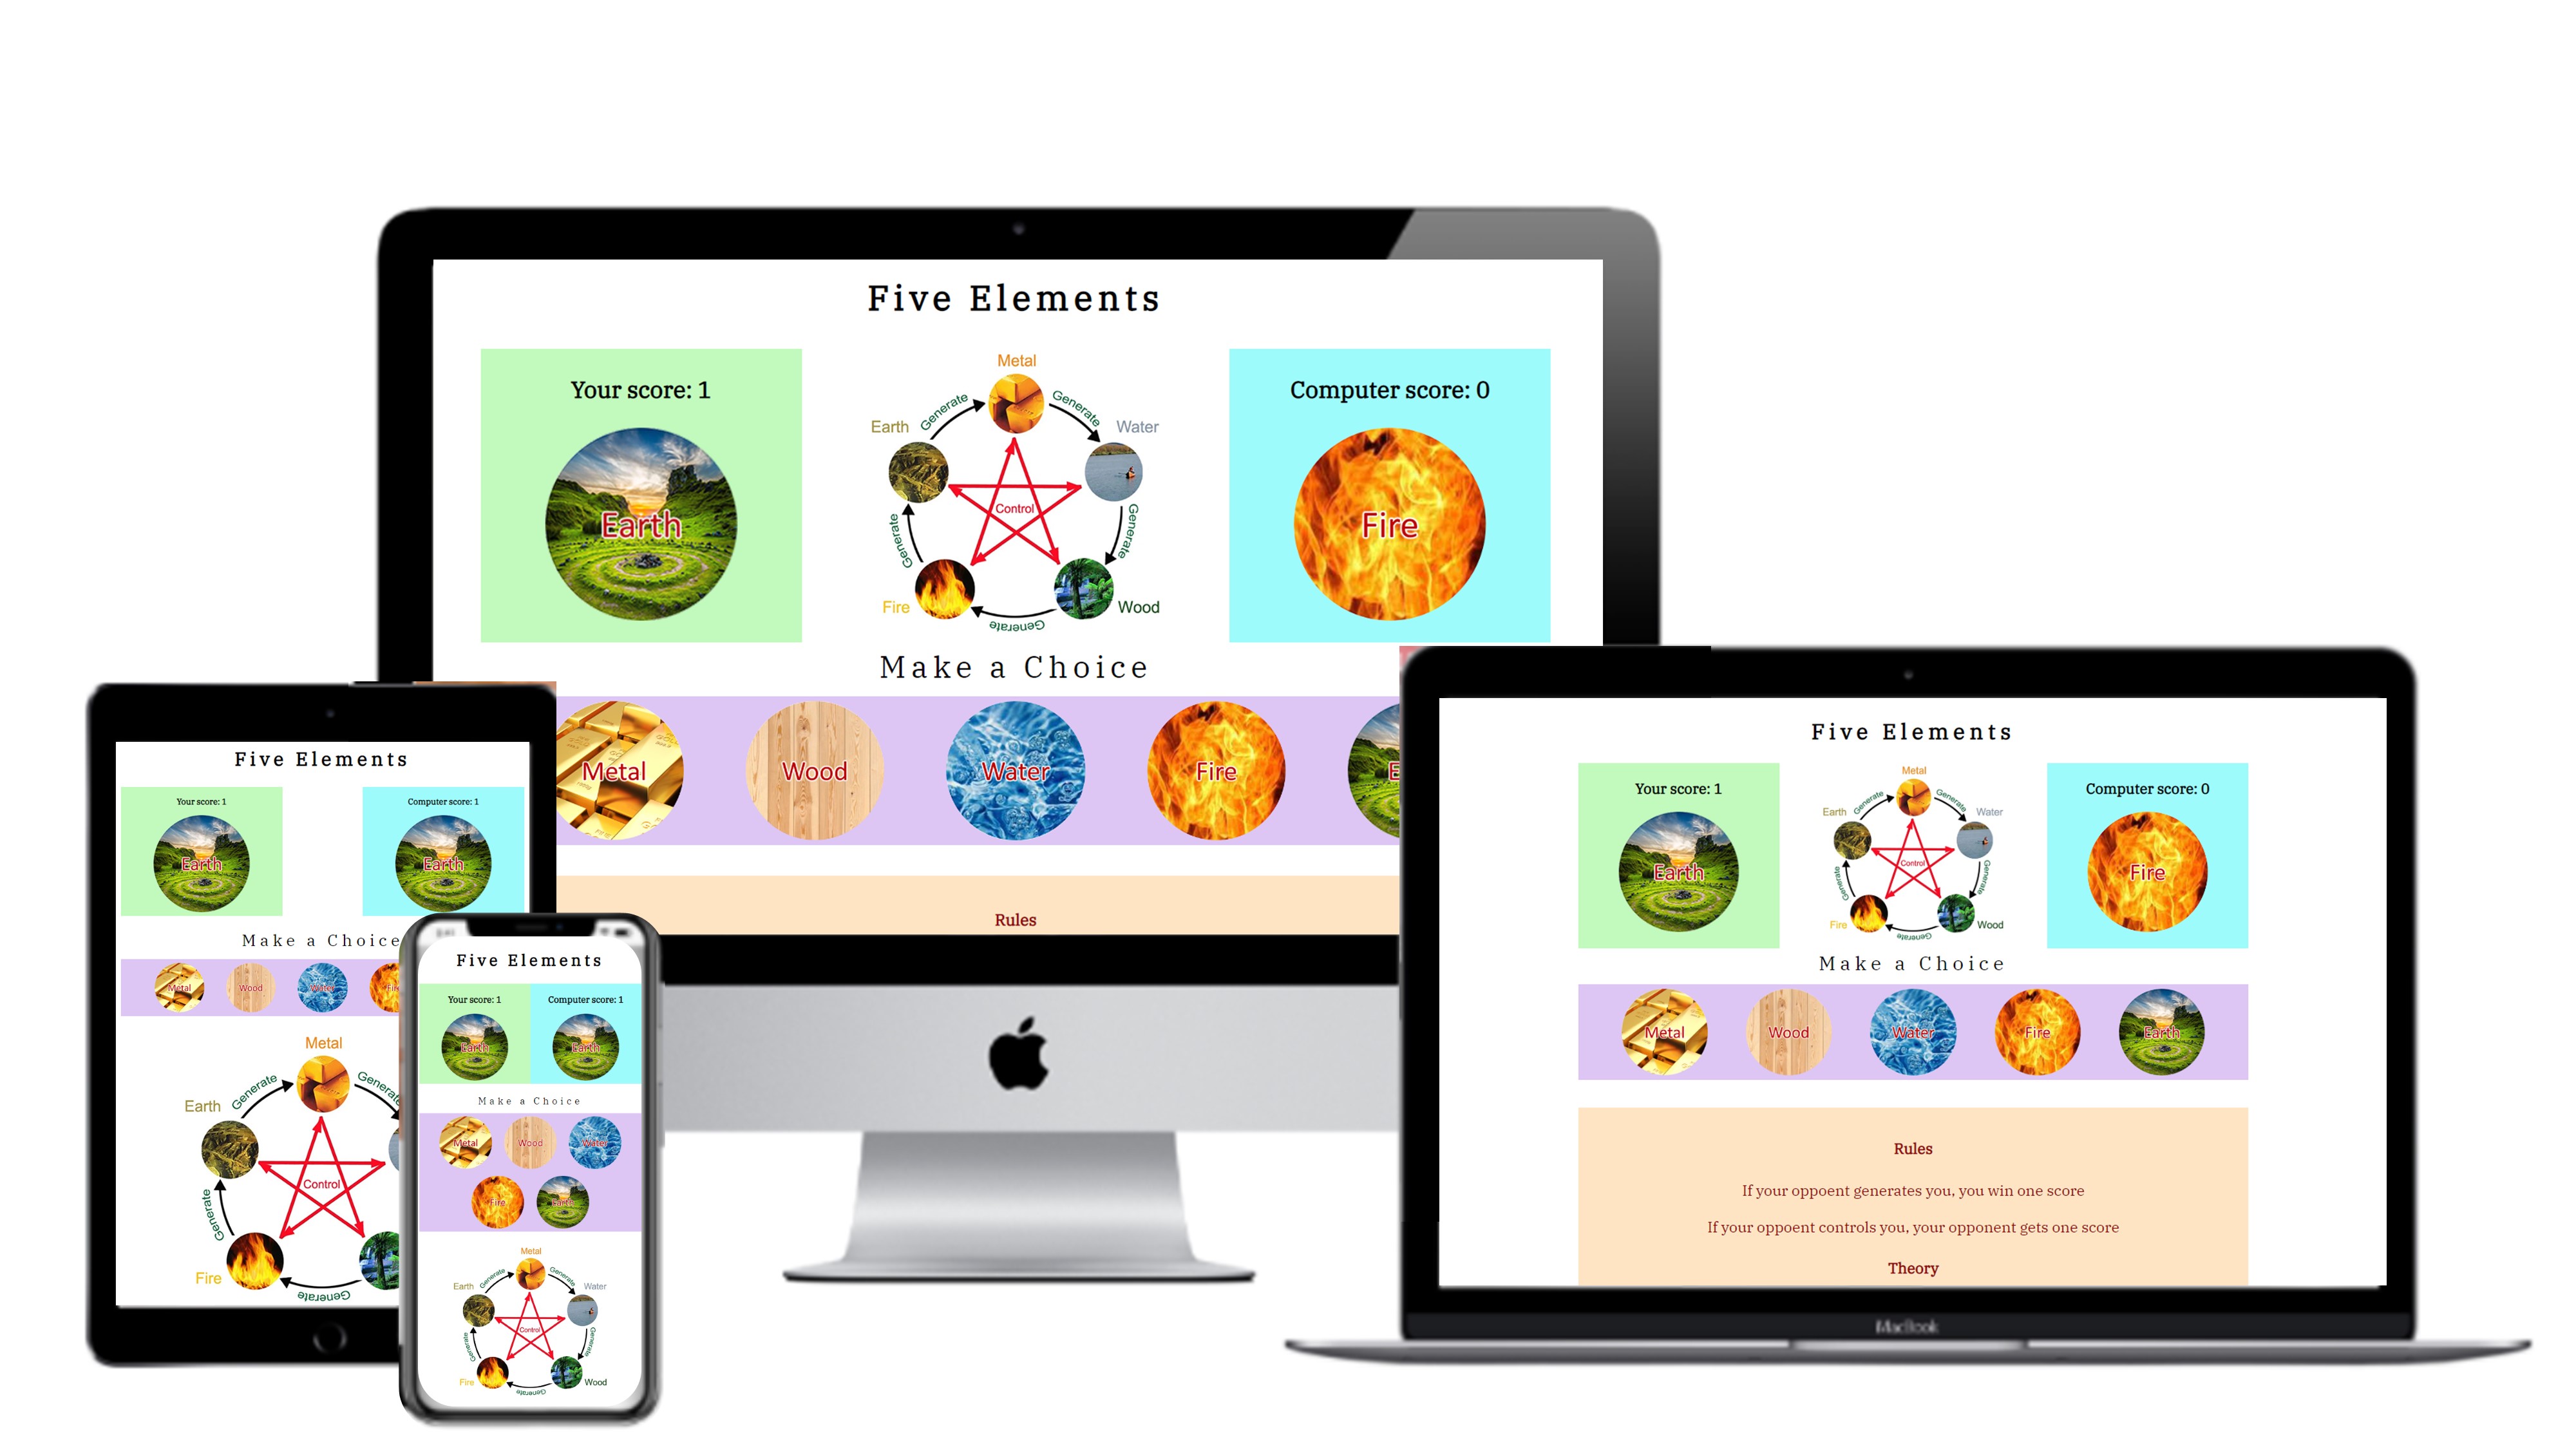 Five Elements
Your score: 1
Computer score: 0
Metal
Generate
Generate
Earth
Water
Control
Generate
Generate
Fire
Wood
Generate
Earth
Fire
Make a Choice
Metal
Wood
Water
Fire
E
Rules
Five Elements
Your score: 1
Computer score: 1
Earth
Earth
Make a Choice
Metal
Wood
Water
Fire
Metal
Generate
Generate
Earth
Control
Generate
Fire
Generate
Five Elements
Your score: 1
Computer score: 1
Earth
Earth
Make a Choice
Metal
Wood
Water
Fire
Earth
Metal
Generate
Generate
Earth
Water
Control
Generate
Generate
Fire
Wood
Generate
Five Elements
Your score: 1
Computer score: 0
Metal
Generate
Generate
Earth
Water
Control
Generate
Generate
Fire
Wood
Generate
Earth
Fire
Make a Choice
Metal
Wood
Water
Fire
Earth
Rules
If your oppoent generates you, you win one score
If your oppoent controls you, your opponent gets one score
Theory
MacBook